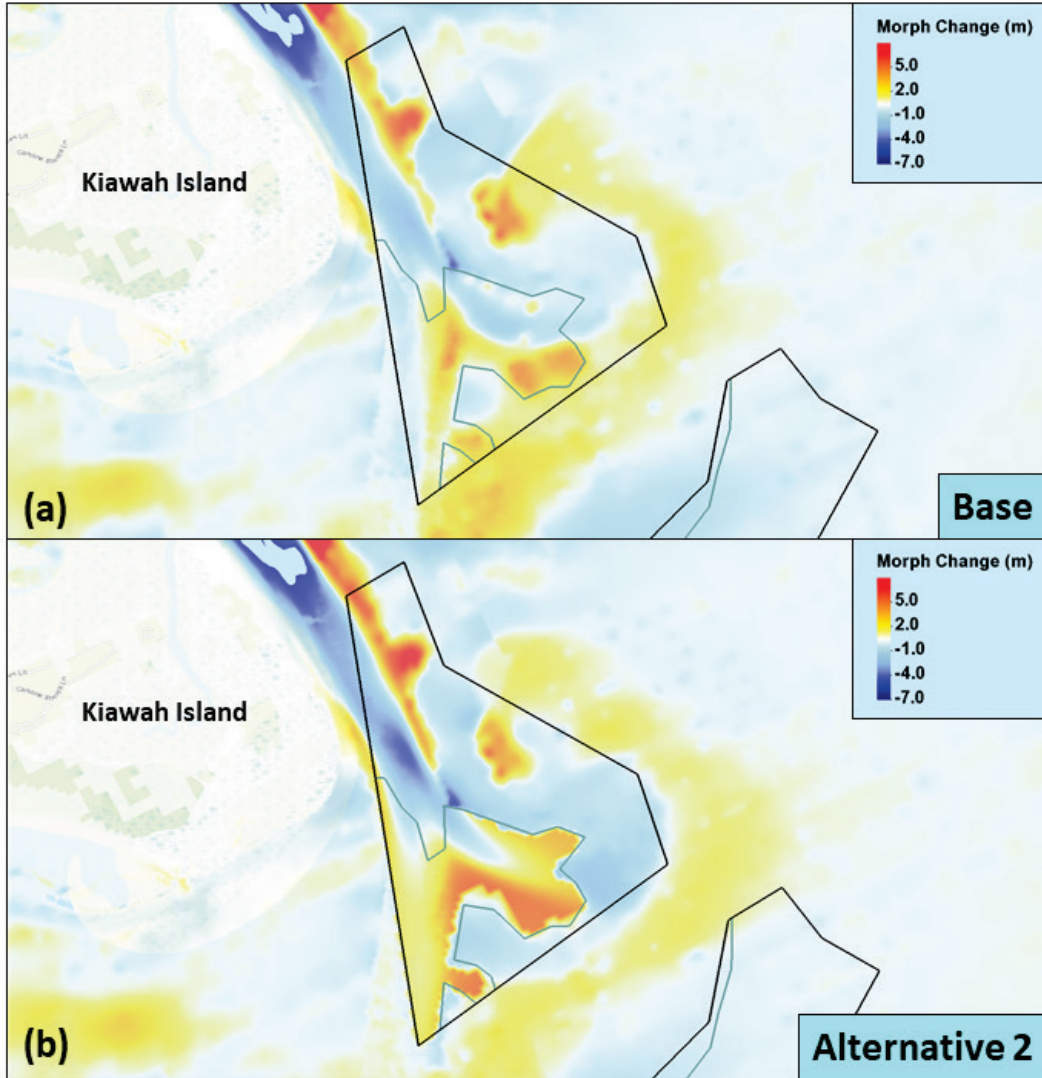 Morph Change (m)
5.0
2.0
-1.0
-4.0
-7.0
Kiawah Island
(a)
Base
Morph Change (m)
5.0
2.0
-1.0
-4.0
-7.0
Kiawah Island
(b)
Alternative 2